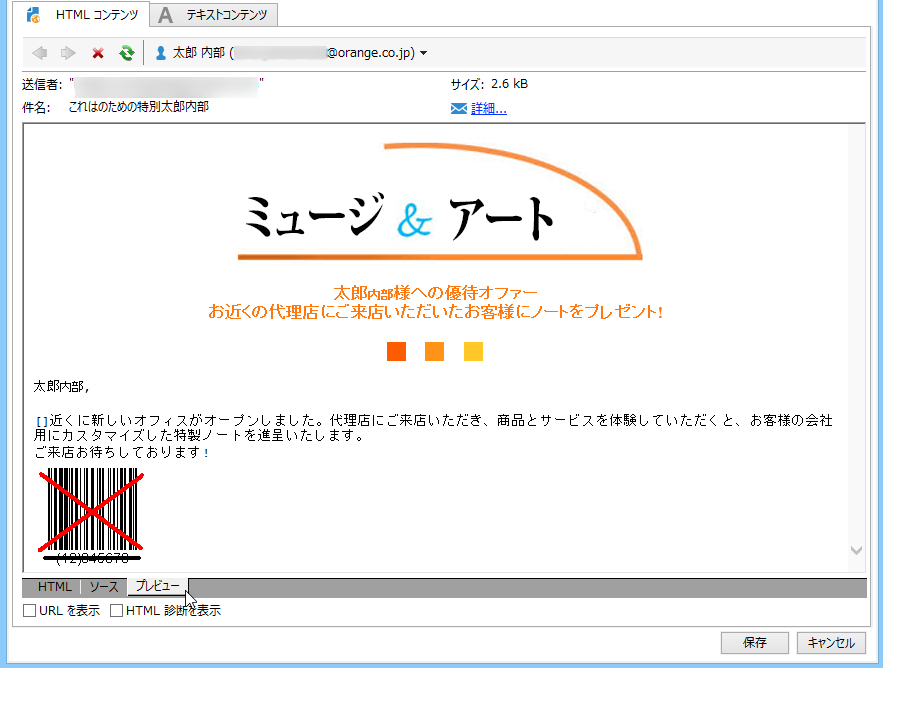 HTML コンテンツ
A テキストコンテンツ
太郎 内部 ( @orange.co.jp)
送信者: " "
サイズ: 2.6 kB
件名: これはのための特別太郎内部
詳細...
ミュージ & アート
太郎内部様への優待オファー
お近くの代理店にご来店いただいたお客様にノートをプレゼント!
太郎内部,
[]近くに新しいオフィスがオープンしました。代理店にご来店いただき、商品とサービスを体験していただくと、お客様の会社
用にカスタマイズした特製ノートを進呈いたします。
ご来店お待ちしております!
HTML ソース プレビュー
URL を表示 HTML 診断を表示
保存 キャンセル